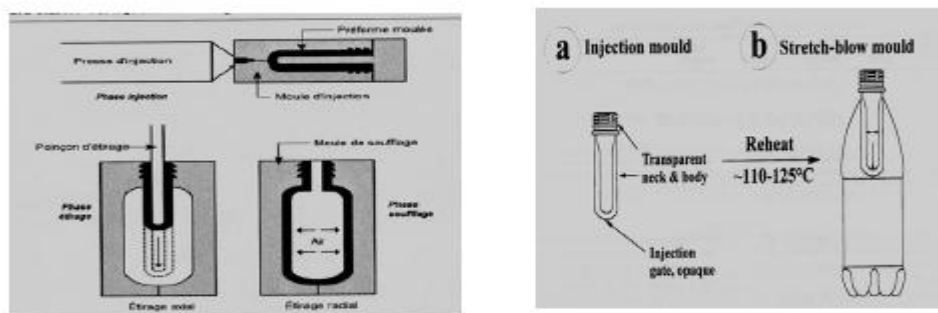 Préforme moulée
Presse d'injection
Moule d'injection
Phase injection
Poinçon d'étirage
Moule de soufflage
Phase
étirage
Air
Phase
soufflage
Étirage axial
Étirage radial
a Injection mould
b Stretch-blow mould
Transparent
neck & body
Reheat
~110-125°C
Injection
gate, opaque